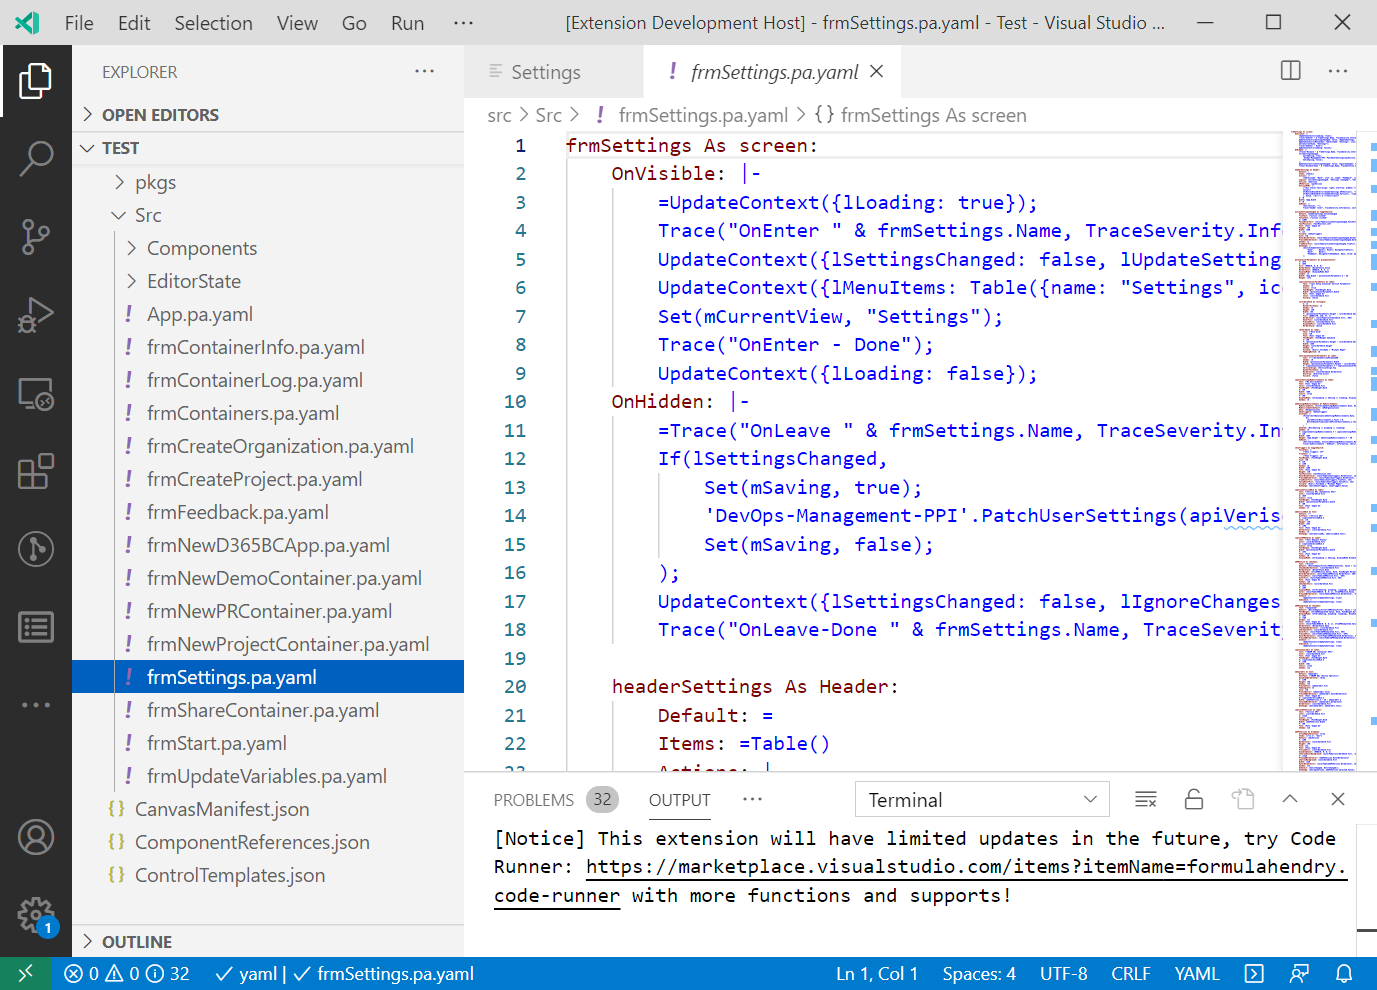 File Edit Selection View Go Run ··· [Extension Development Host] - frmSettings.pa.yaml - Test - Visual Studio ...
EXPLORER
OPEN EDITORS
TEST
pkgs
Src
Components
EditorState
! App.pa.yaml
! frmContainerInfo.pa.yaml
! frmContainerLog.pa.yaml
! frmContainers.pa.yaml
! frmCreateOrganization.pa.yaml
! frmCreateProject.pa.yaml
! frmFeedback.pa.yaml
! frmNewD365BCApp.pa.yaml
! frmNewDemoContainer.pa.yaml
! frmNewPRContainer.pa.yaml
! frmNewProjectContainer.pa.yaml
! frmSettings.pa.yaml
! frmShareContainer.pa.yaml
! frmStart.pa.yaml
! frmUpdateVariables.pa.yaml
{} CanvasManifest.json
{} ComponentReferences.json
{} ControlTemplates.json
OUTLINE
1
Settings ! frmSettings.pa.yaml
src > Src > ! frmSettings.pa.yaml > {} frmSettings As screen
1 frmSettings As screen:
2 OnVisible: |-
3 =UpdateContext({lLoading: true});
4 Trace("OnEnter " & frmSettings.Name, TraceSeverity.Inf
5 UpdateContext({lSettingsChanged: false, lUpdateSetting
6 UpdateContext({lMenuItems: Table({name: "Settings", ic
7 Set(mCurrentView, "Settings");
8 Trace("OnEnter - Done");
9 UpdateContext({lLoading: false});
10 OnHidden: |-
11 =Trace("OnLeave " & frmSettings.Name, TraceSeverity.In
12 If(lSettingsChanged,
13 Set(mSaving, true);
14 'DevOps-Management-PPI'.PatchUserSettings(apiVeris
15 Set(mSaving, false);
16 );
17 UpdateContext({lSettingsChanged: false, lIgnoreChanges
18 Trace("OnLeave-Done " & frmSettings.Name, TraceSeverit
19
20 headerSettings As Header:
21 Default: =
22 Items: =Table()
23 Actions: |
PROBLEMS 32 OUTPUT ··· Terminal
[Notice] This extension will have limited updates in the future, try Code
Runner: https://marketplace.visualstudio.com/items?itemName=formulahendry.
code-runner with more functions and supports!
0 0 32 yaml | frmSettings.pa.yaml Ln 1, Col 1 Spaces: 4 UTF-8 CRLF YAML